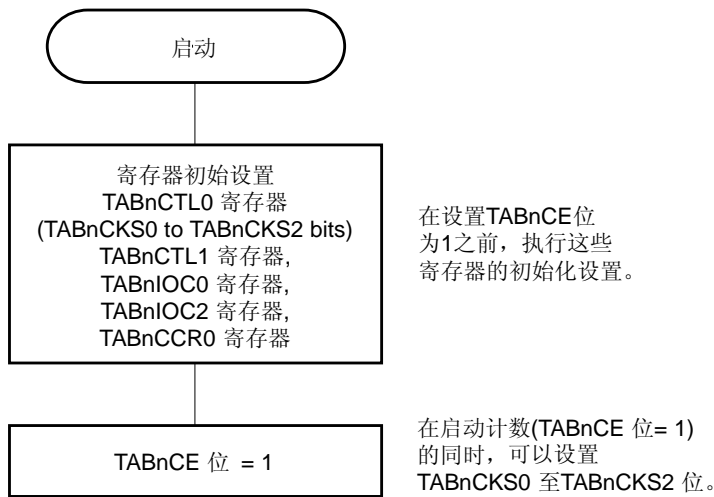 启动
寄存器初始设置
TABnCTL0 寄存器
(TABnCKS0 to TABnCKS2 bits)
TABnCTL1 寄存器,
TABnIOC0 寄存器,
TABnIOC2 寄存器,
TABnCCR0 寄存器
在设置TABnCE位
为1之前，执行这些
寄存器的初始化设置。
TABnCE 位 = 1
在启动计数(TABnCE 位= 1)
的同时，可以设置
TABnCKS0 至TABnCKS2 位。